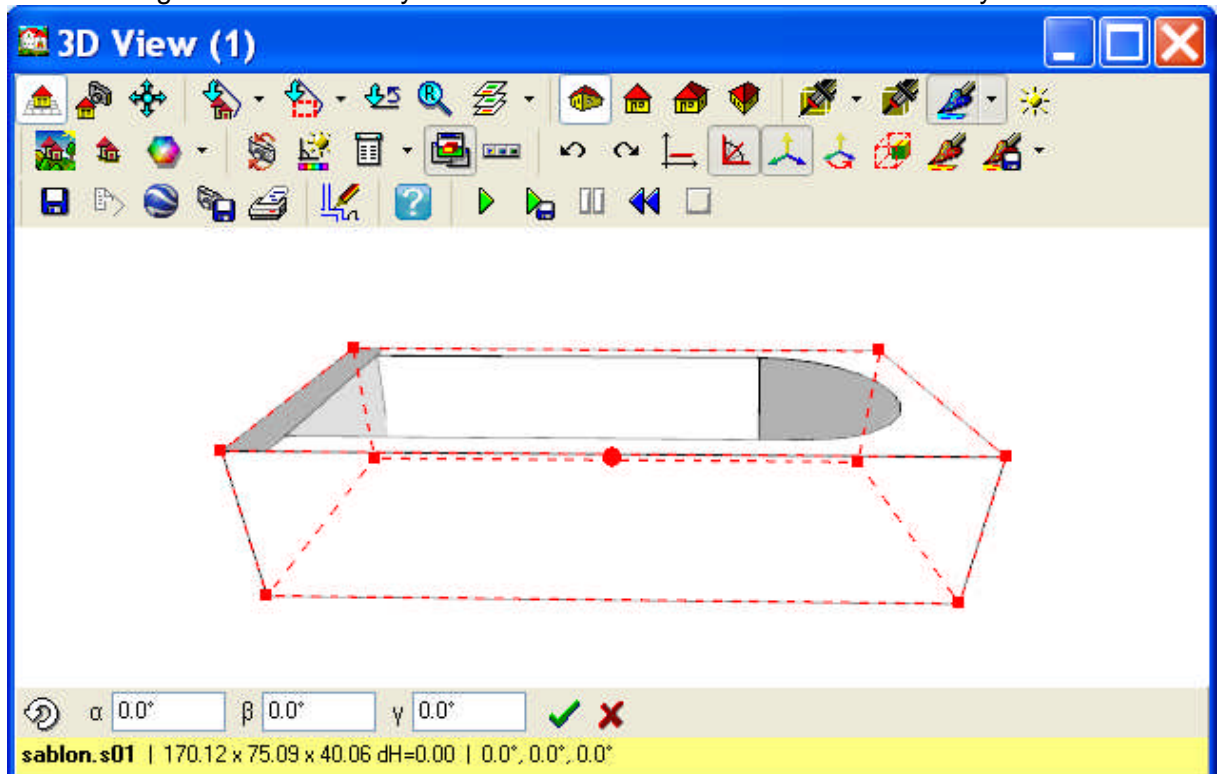 3D View (1)
R
?
α 0.0° β 0.0° γ 0.0°
sablon.s01 | 170.12 x 75.09 x 40.06 dH=0.00 | 0.0°, 0.0°, 0.0°